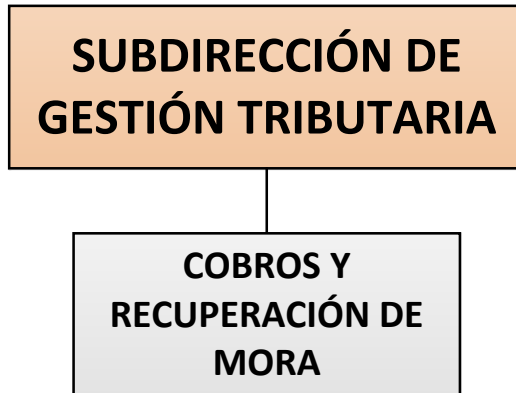 SUBDIRECCIÓN DE
GESTIÓN TRIBUTARIA
COBROS Y
RECUPERACIÓN DE
MORA